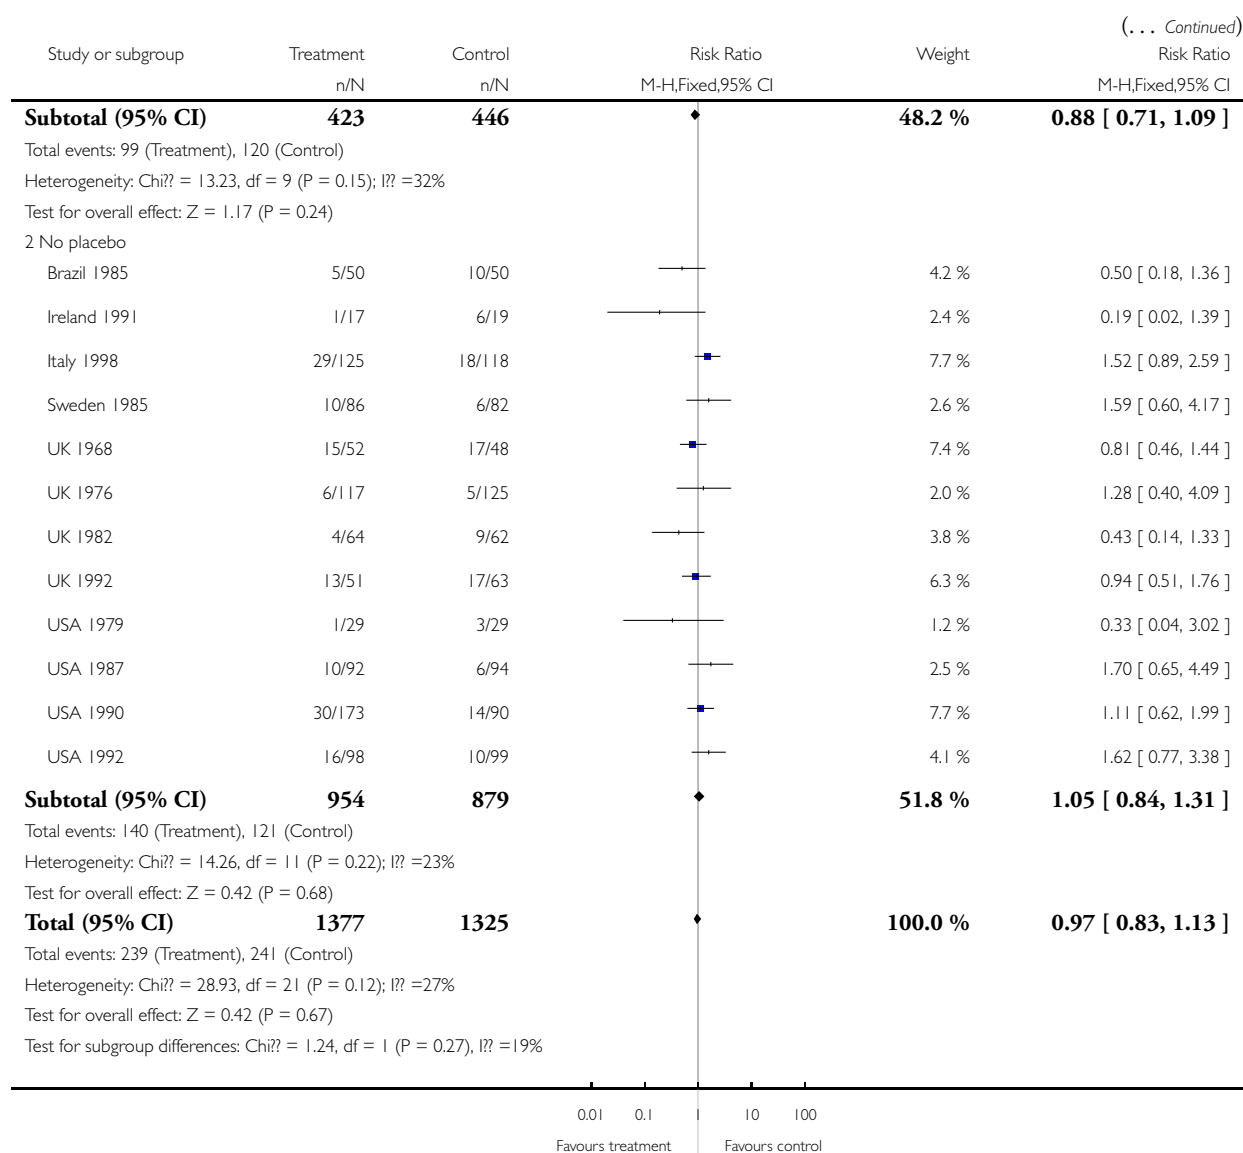 (... Continued)
Study or subgroup Treatment Control Risk Ratio Weight Risk Ratio
n/N n/N M-H,Fixed,95% CI M-H,Fixed,95% CI
Subtotal (95% CI) 423 446 48.2 % 0.88 [ 0.71, 1.09 ]
Total events: 99 (Treatment), 120 (Control)
Heterogeneity: Chi?? = 13.23, df = 9 (P = 0.15); I?? =32%
Test for overall effect: Z = 1.17 (P = 0.24)
2 No placebo
Brazil 1985 5/50 10/50 4.2 % 0.50 [ 0.18, 1.36 ]
Ireland 1991 1/17 6/19 2.4 % 0.19 [ 0.02, 1.39 ]
Italy 1998 29/125 18/118 7.7 % 1.52 [ 0.89, 2.59 ]
Sweden 1985 10/86 6/82 2.6 % 1.59 [ 0.60, 4.17 ]
UK 1968 15/52 17/48 7.4 % 0.81 [ 0.46, 1.44 ]
UK 1976 6/117 5/125 2.0 % 1.28 [ 0.40, 4.09 ]
UK 1982 4/64 9/62 3.8 % 0.43 [ 0.14, 1.33 ]
UK 1992 13/51 17/63 6.3 % 0.94 [ 0.51, 1.76 ]
USA 1979 1/29 3/29 1.2 % 0.33 [ 0.04, 3.02 ]
USA 1987 10/92 6/94 2.5 % 1.70 [ 0.65, 4.49 ]
USA 1990 30/173 14/90 7.7 % 1.11 [ 0.62, 1.99 ]
USA 1992 16/98 10/99 4.1 % 1.62 [ 0.77, 3.38 ]
Subtotal (95% CI) 954 879 51.8 % 1.05 [ 0.84, 1.31 ]
Total events: 140 (Treatment), 121 (Control)
Heterogeneity: Chi?? = 14.26, df = 11 (P = 0.22); I?? =23%
Test for overall effect: Z = 0.42 (P = 0.68)
Total (95% CI) 1377 1325 100.0 % 0.97 [ 0.83, 1.13 ]
Total events: 239 (Treatment), 241 (Control)
Heterogeneity: Chi?? = 28.93, df = 21 (P = 0.12); I?? =27%
Test for overall effect: Z = 0.42 (P = 0.67)
Test for subgroup differences: Chi?? = 1.24, df = 1 (P = 0.27), I?? =19%
0.01 0.1 1 10 100
Favours treatment Favours control